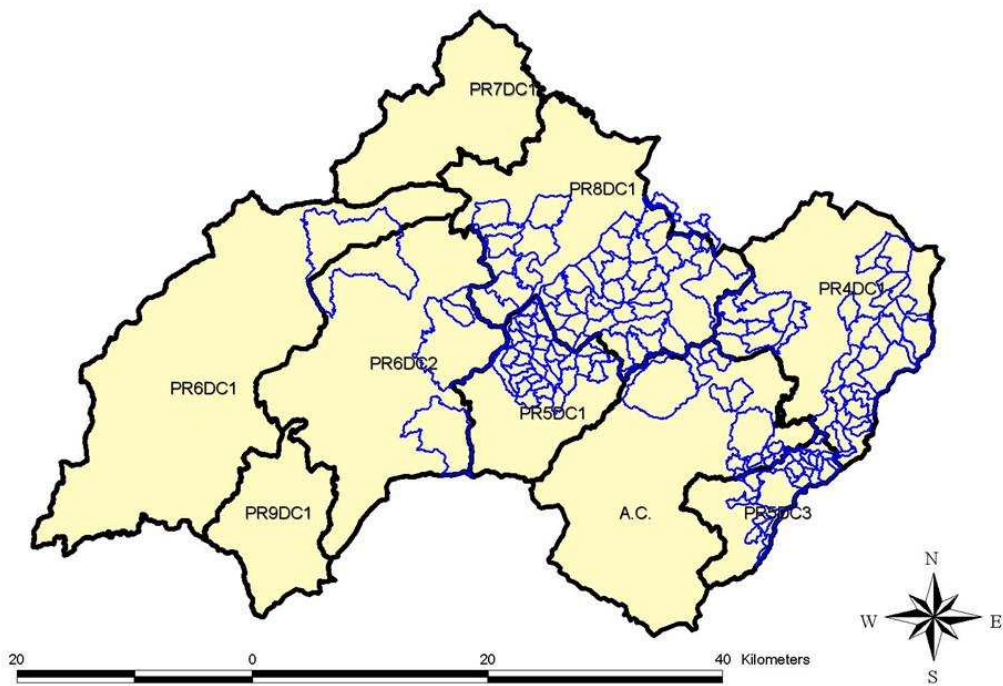 PR7DC1
PR8DC1
PR4DC1
PR6DC2
PR6DC1
PR5DC1
PR9DC1
A.C.
PR5DC3
N
W
E
S
20 0 20 40 Kilometers